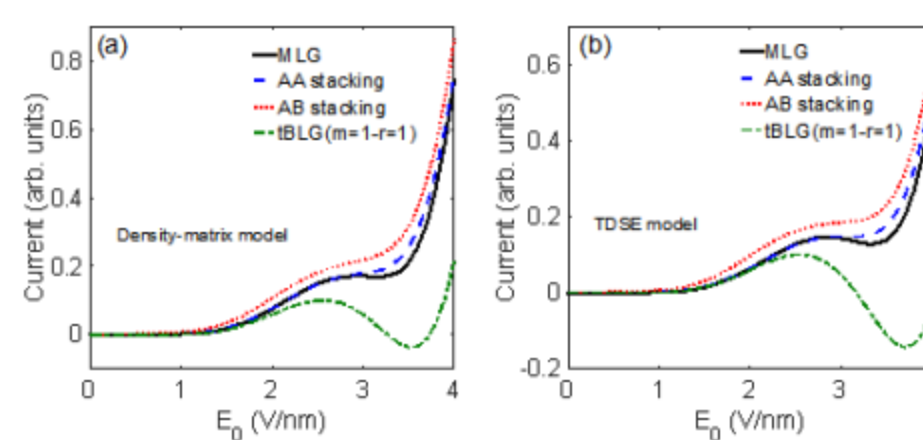 (a)
MLG
AA stacking
AB stacking
tBLG(m=1-r=1)
Density-matrix model
Current (arb. units)
0.8
0.6
0.4
0.2
0
0 1 2 3 4
E0 (V/nm)
(b)
MLG
AA stacking
AB stacking
tBLG(m=1-r=1)
TDSE model
Current (arb. units)
0.6
0.4
0.2
0
-0.2
0 1 2 3
E0 (V/nm)